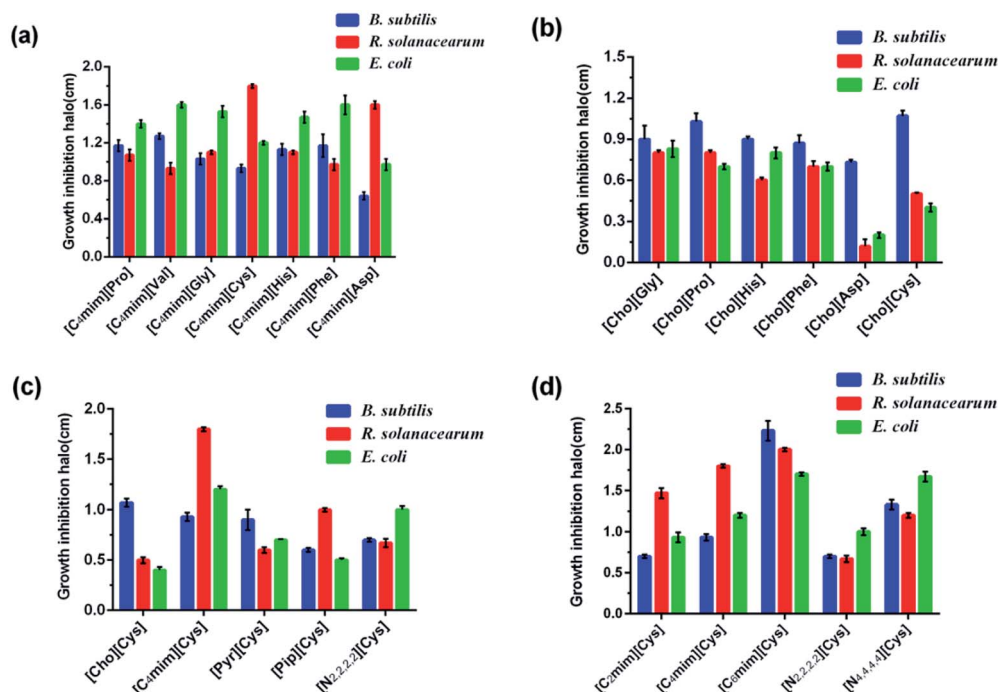 (a)
B. subtilis
R. solanacearum
E. coli
Growth inhibition halo(cm)
2.0
1.6
1.2
0.8
0.4
0.0
[C4mim][Pro]
[C4mim][Val]
[C4mim][Gly]
[C4mim][Cys]
[C4mim][His]
[C4mim][Phe]
[C4mim][Asp]
(b)
B. subtilis
R. solanacearum
E. coli
Growth inhibition halo(cm)
1.5
1.2
0.9
0.6
0.3
0.0
[Cho][Gly]
[Cho][Pro]
[Cho][His]
[Cho][Phe]
[Cho][Asp]
[Cho][Cys]
(c)
B. subtilis
R. solanacearum
E. coli
Growth inhibition halo(cm)
2.0
1.5
1.0
0.5
0.0
[Cho][Cys]
[C4mim][Cys]
[Pyr][Cys]
[Pip][Cys]
[N2,2,2,2][Cys]
(d)
B. subtilis
R. solanacearum
E. coli
Growth inhibition halo(cm)
2.5
2.0
1.5
1.0
0.5
0.0
[C2mim][Cys]
[C4mim][Cys]
[C6mim][Cys]
[N2,2,2,2][Cys]
[N4,4,4,4][Cys]